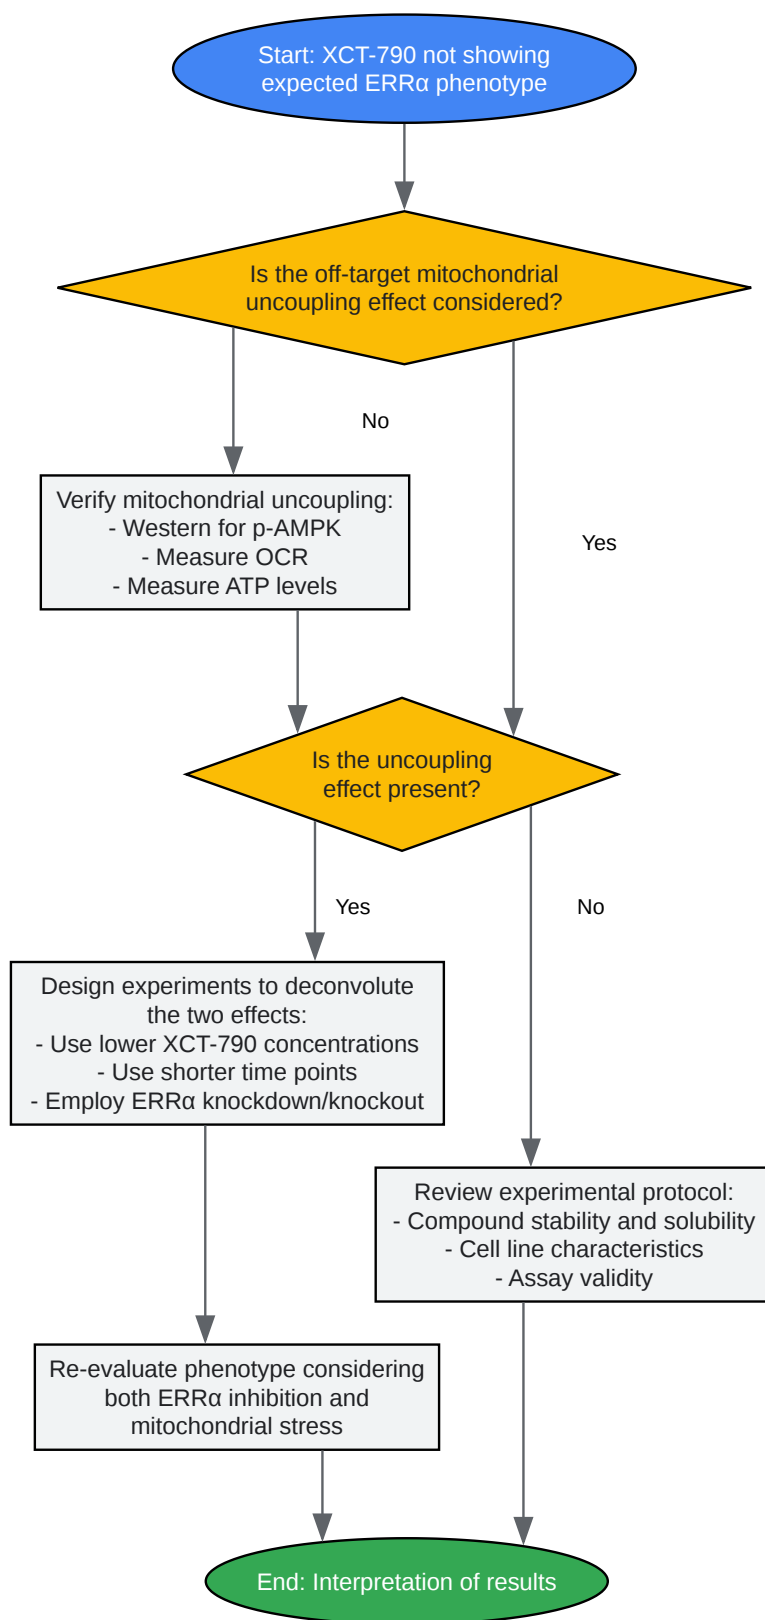 Start: XCT-790 not showing
expected ERRα phenotype
Is the off-target mitochondrial
uncoupling effect considered?
No
Verify mitochondrial uncoupling:
- Western for p-AMPK
- Measure OCR
- Measure ATP levels
Yes
Is the uncoupling
effect present?
Yes
No
Design experiments to deconvolute
the two effects:
- Use lower XCT-790 concentrations
- Use shorter time points
- Employ ERRα knockdown/knockout
Review experimental protocol:
- Compound stability and solubility
- Cell line characteristics
- Assay validity
Re-evaluate phenotype considering
both ERRα inhibition and
mitochondrial stress
End: Interpretation of results